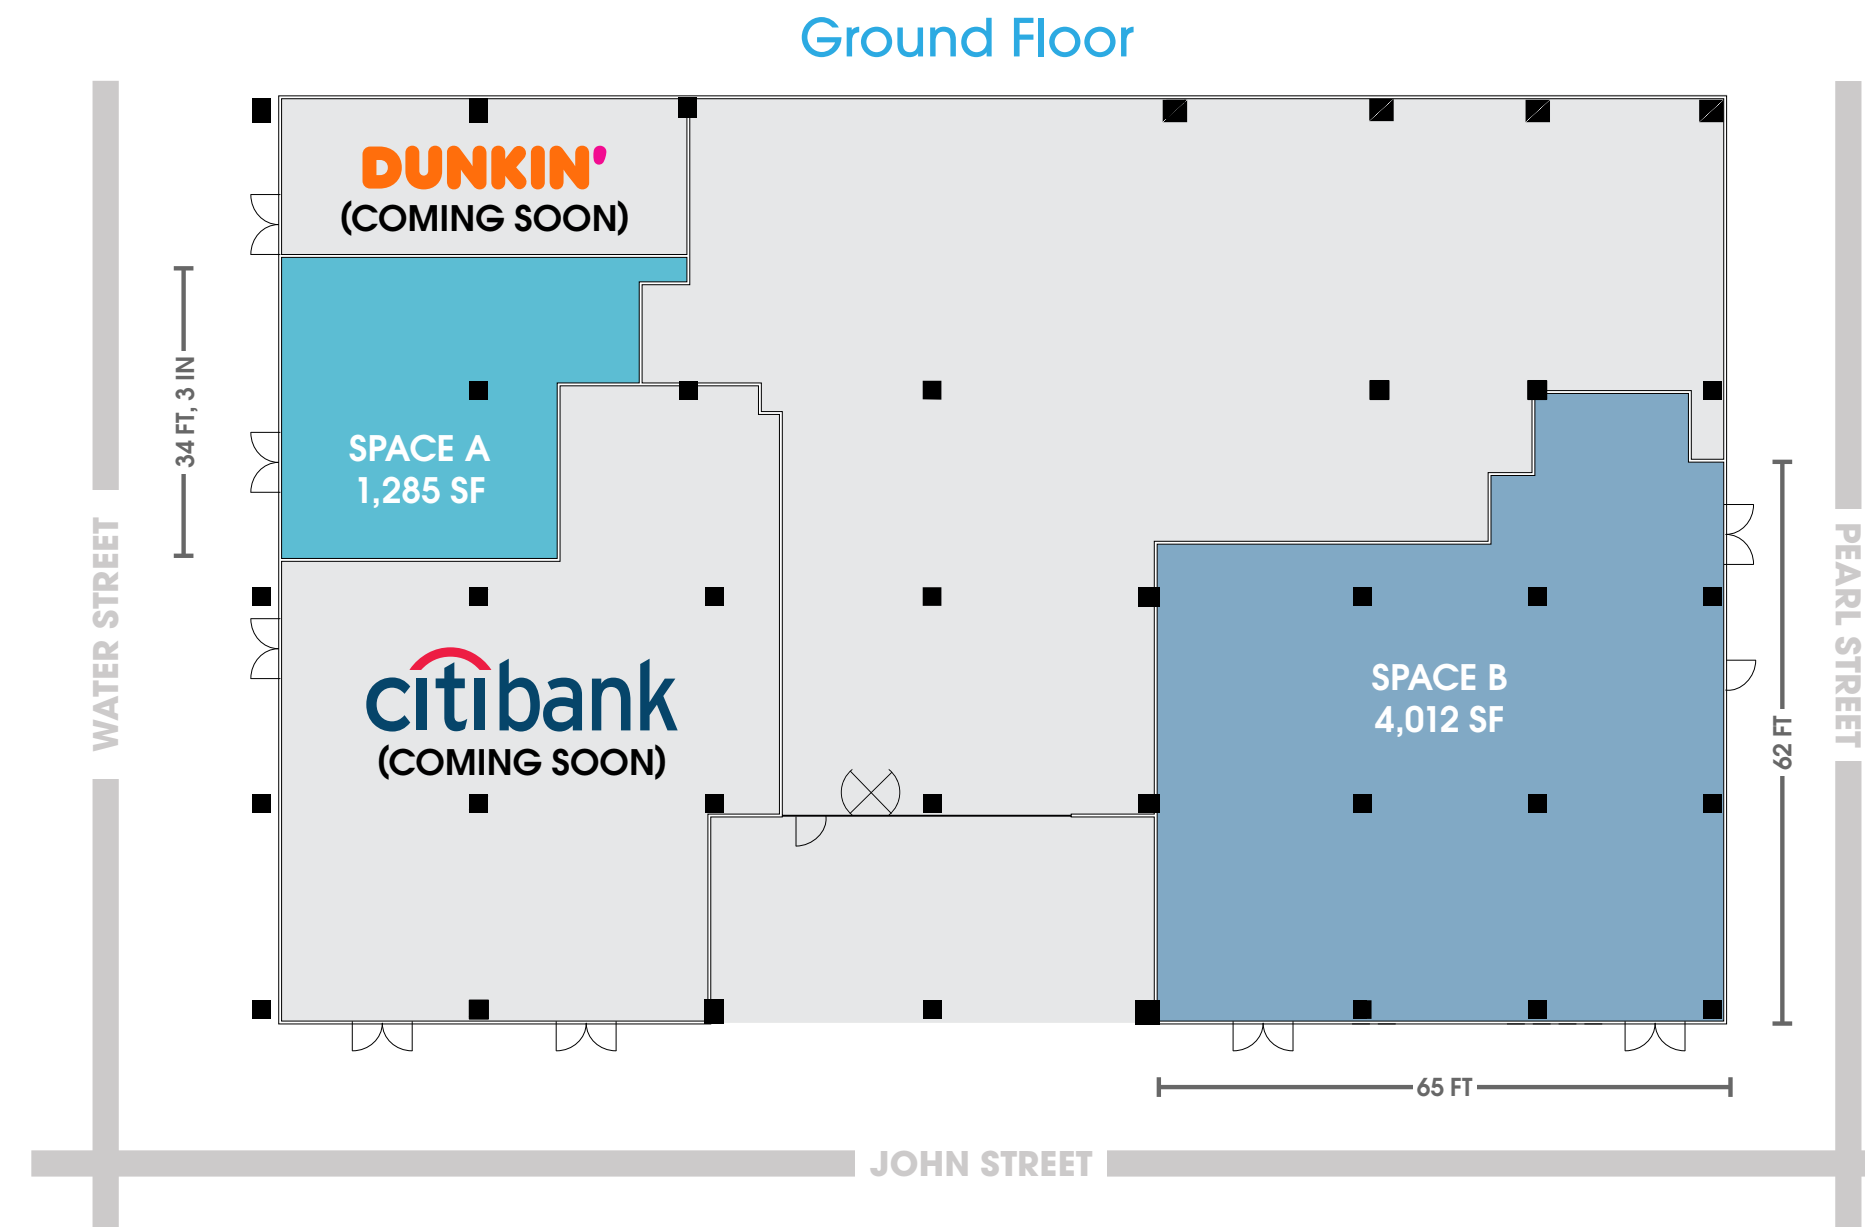 Ground Floor
DUNKIN'
(COMING SOON)
34 FT, 3 IN
SPACE A
1,285 SF
WATER STREET
citibank
(COMING SOON)
SPACE B
4,012 SF
62 FT
PEARL STREET
65 FT
JOHN STREET